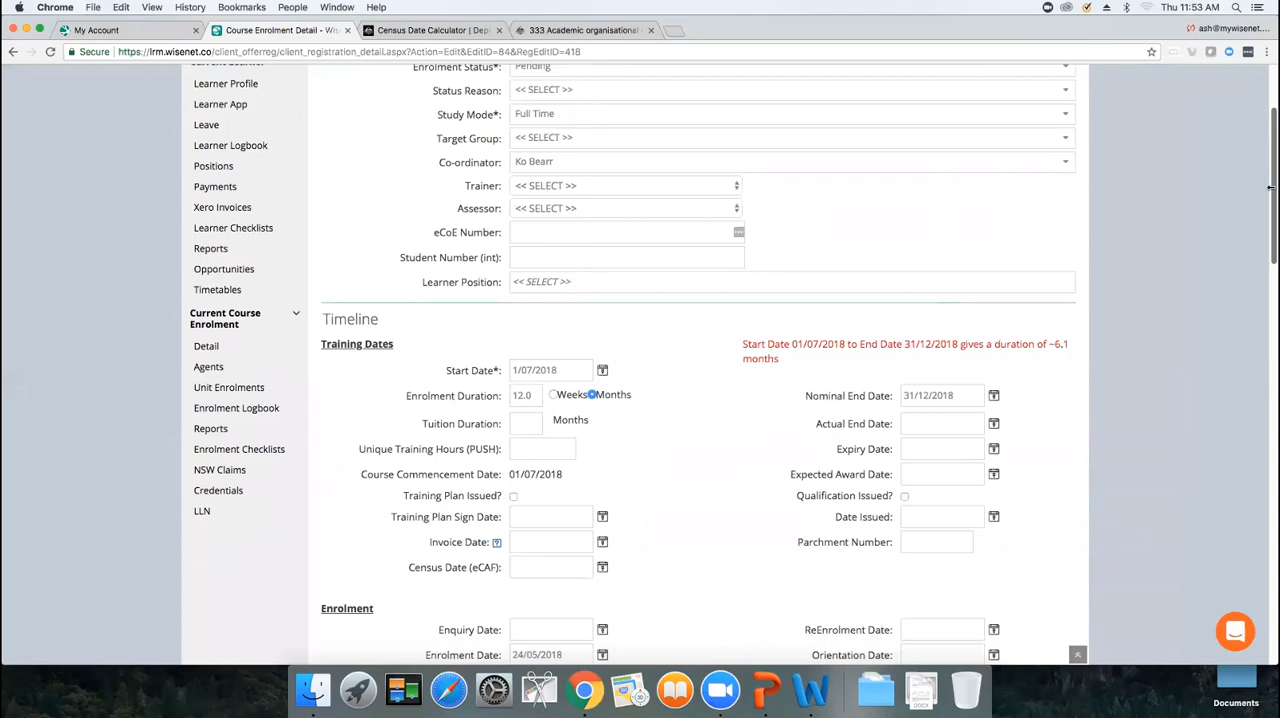 Chrome File Edit View History Bookmarks People Window Help Thu 11:53 AM
My Account × Course Enrolment Detail - Wis × Census Date Calculator | Dep × 333 Academic organisational × ash@mywisenet....
Secure https://lrm.wisenet.co/client_offerreg/client_registration_detail.aspx?Action=Edit&EditID=84&RegEditID=418
Learner Profile
Learner App
Leave
Learner Logbook
Positions
Payments
Xero Invoices
Learner Checklists
Reports
Opportunities
Timetables
Current Course
Enrolment
Detail
Agents
Unit Enrolments
Enrolment Logbook
Reports
Enrolment Checklists
NSW Claims
Credentials
LLN
Enrolment Status*: Pending
Status Reason: << SELECT >>
Study Mode*: Full Time
Target Group: << SELECT >>
Co-ordinator: Ko Bearr
Trainer: << SELECT >>
Assessor: << SELECT >>
eCoE Number:
Student Number (int):
Learner Position: << SELECT >>
Timeline
Training Dates
Start Date 01/07/2018 to End Date 31/12/2018 gives a duration of ~6.1
months
Start Date*: 1/07/2018
Enrolment Duration: 12.0 Weeks Months Nominal End Date: 31/12/2018
Tuition Duration: Months Actual End Date:
Unique Training Hours (PUSH): Expiry Date:
Course Commencement Date: 01/07/2018 Expected Award Date:
Training Plan Issued? Qualification Issued?
Training Plan Sign Date: Date Issued:
Invoice Date: Parchment Number:
Census Date (eCAF):
Enrolment
Enquiry Date: ReEnrolment Date:
Enrolment Date: 24/05/2018 Orientation Date:
Documents